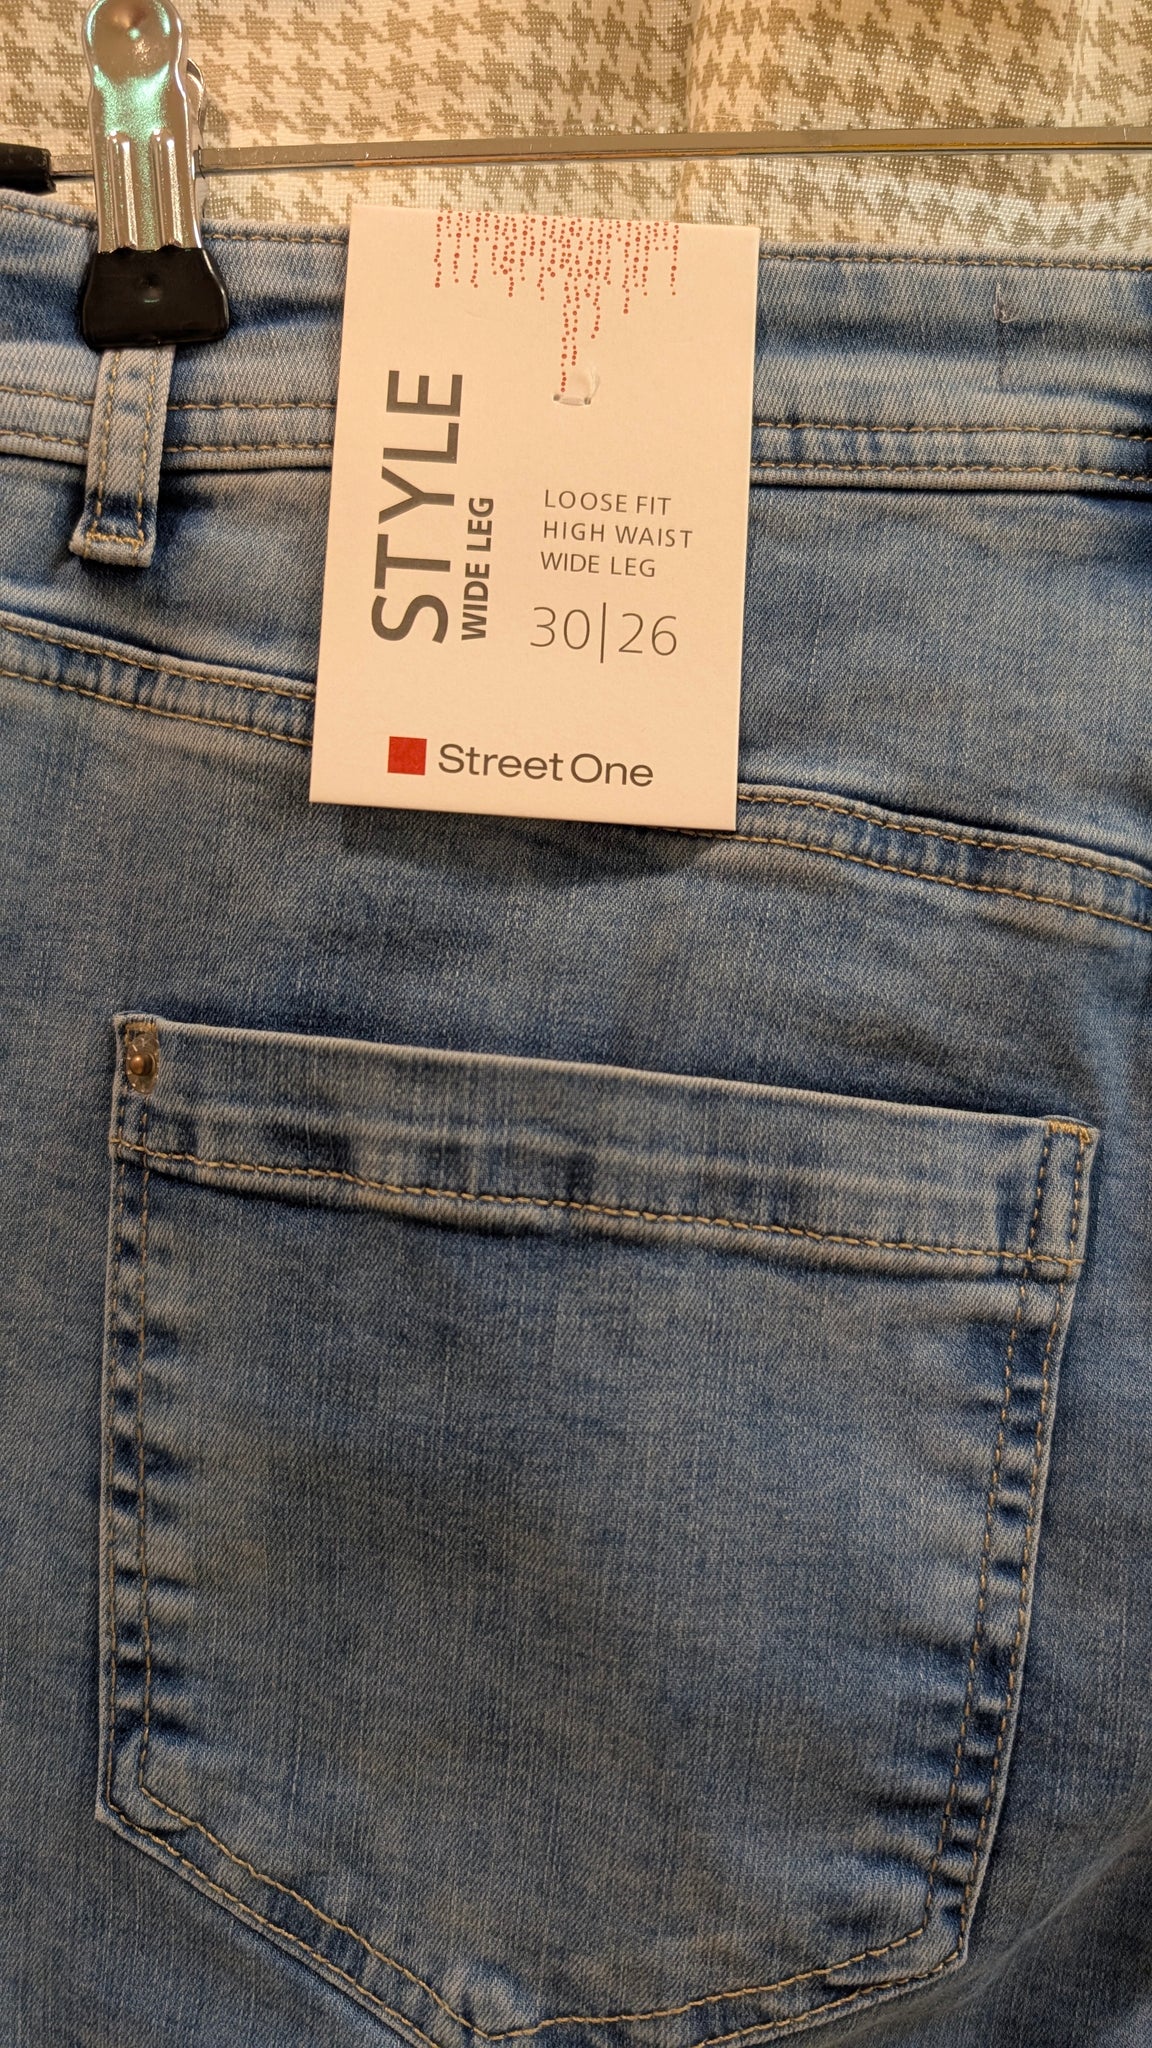 STYLE
WIDE LEG
LOOSE FIT
HIGH WAIST
WIDE LEG
30|26
Street One